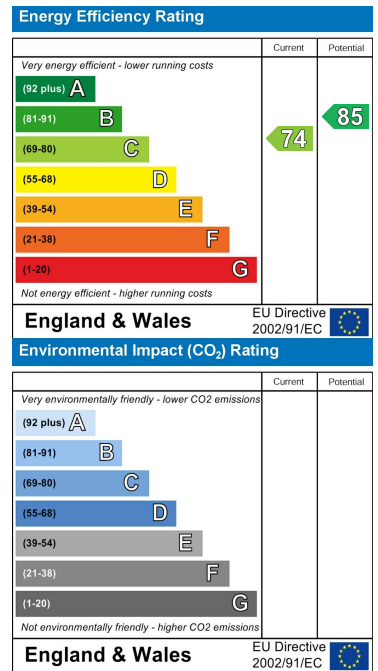 Energy Efficiency Rating
Current Potential
Very energy efficient - lower running costs
(92 plus) A
(81-91) B
(69-80) C
(55-68) D
(39-54) E
(21-38) F
(1-20) G
74
85
Not energy efficient - higher running costs
England & Wales
EU Directive
2002/91/EC
Environmental Impact (CO₂) Rating
Current Potential
Very environmentally friendly - lower CO2 emissions
(92 plus) A
(81-91) B
(69-80) C
(55-68) D
(39-54) E
(21-38) F
(1-20) G
Not environmentally friendly - higher CO2 emissions
England & Wales
EU Directive
2002/91/EC